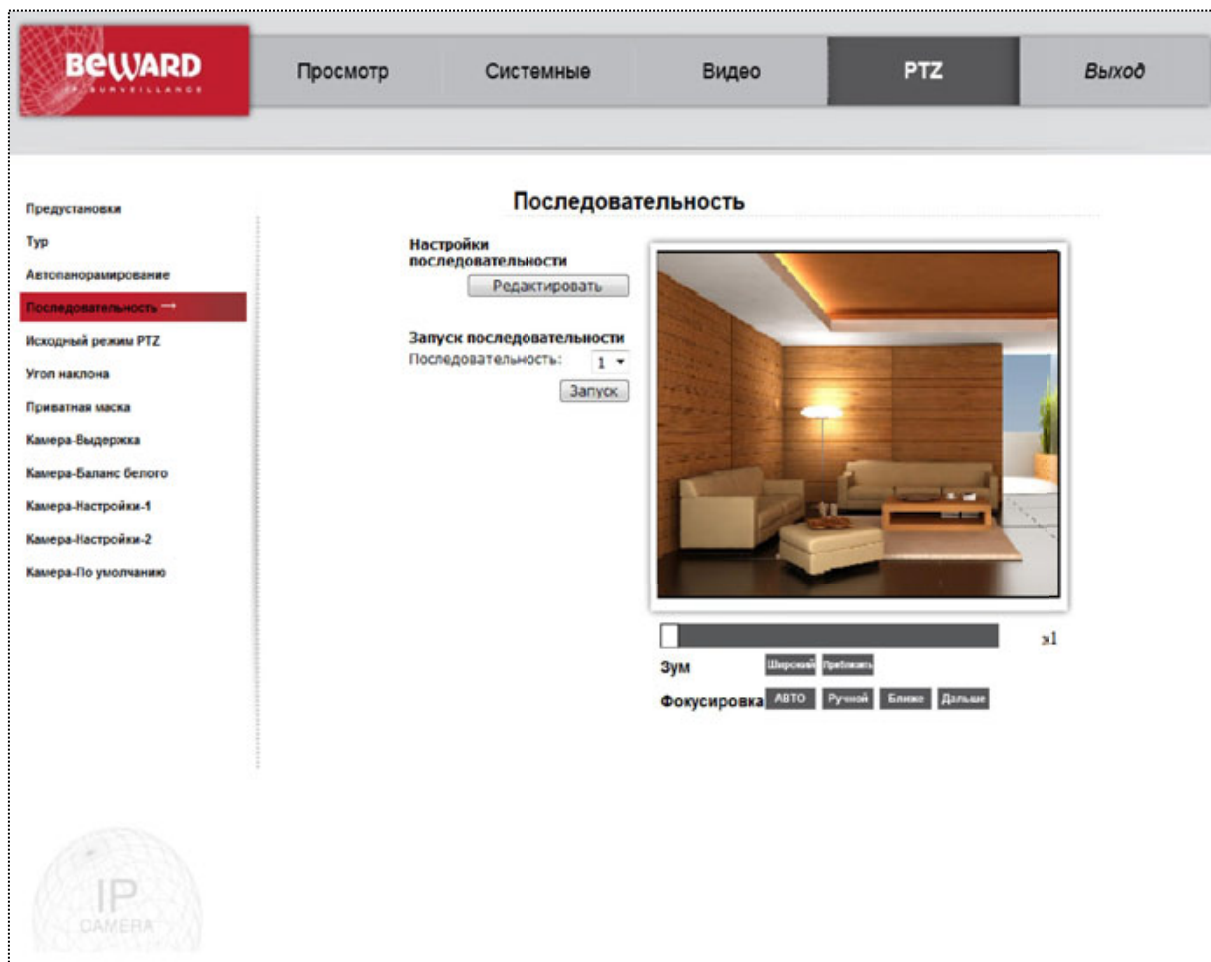 BEWARD
IP SURVEILLANCE
Просмотр
Системные
Видео
PTZ
Выход
Предустановки
Тур
Автопанорамирование
Последовательность →
Исходный режим PTZ
Угол наклона
Приватная маска
Камера-Выдержка
Камера-Баланс белого
Камера-Настройки-1
Камера-Настройки-2
Камера-По умолчанию
Последовательность
Настройки
последовательности
Редактировать
Запуск последовательности
Последовательность: 1
Запуск
x1
Зум Широкий Приблизить
Фокусировка АВТО Ручной Ближе Дальше
IP
CAMERA